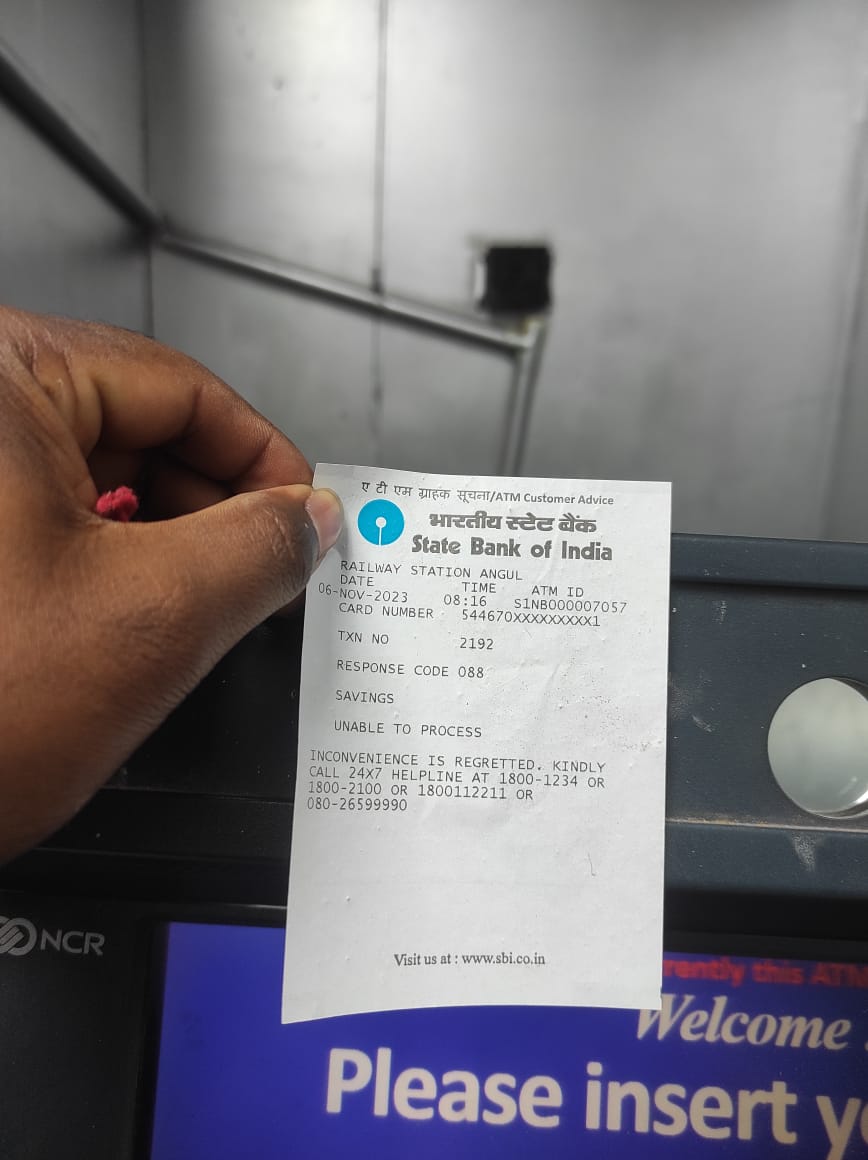 ए टी एम ग्राहक सूचना/ATM Customer Advice
भारतीय स्टेट बैंक
State Bank of India
RAILWAY STATION ANGUL
DATE TIME ATM ID
06-NOV-2023 08:16 S1NB000007057
CARD NUMBER 544670XXXXXXXXX1
TXN NO 2192
RESPONSE CODE 088
SAVINGS
UNABLE TO PROCESS
INCONVENIENCE IS REGRETTED. KINDLY
CALL 24X7 HELPLINE AT 1800-1234 OR
1800-2100 OR 1800112211 OR
080-26599990
Visit us at : www.sbi.co.in
NCR
this ATM
Welcome
Please insert